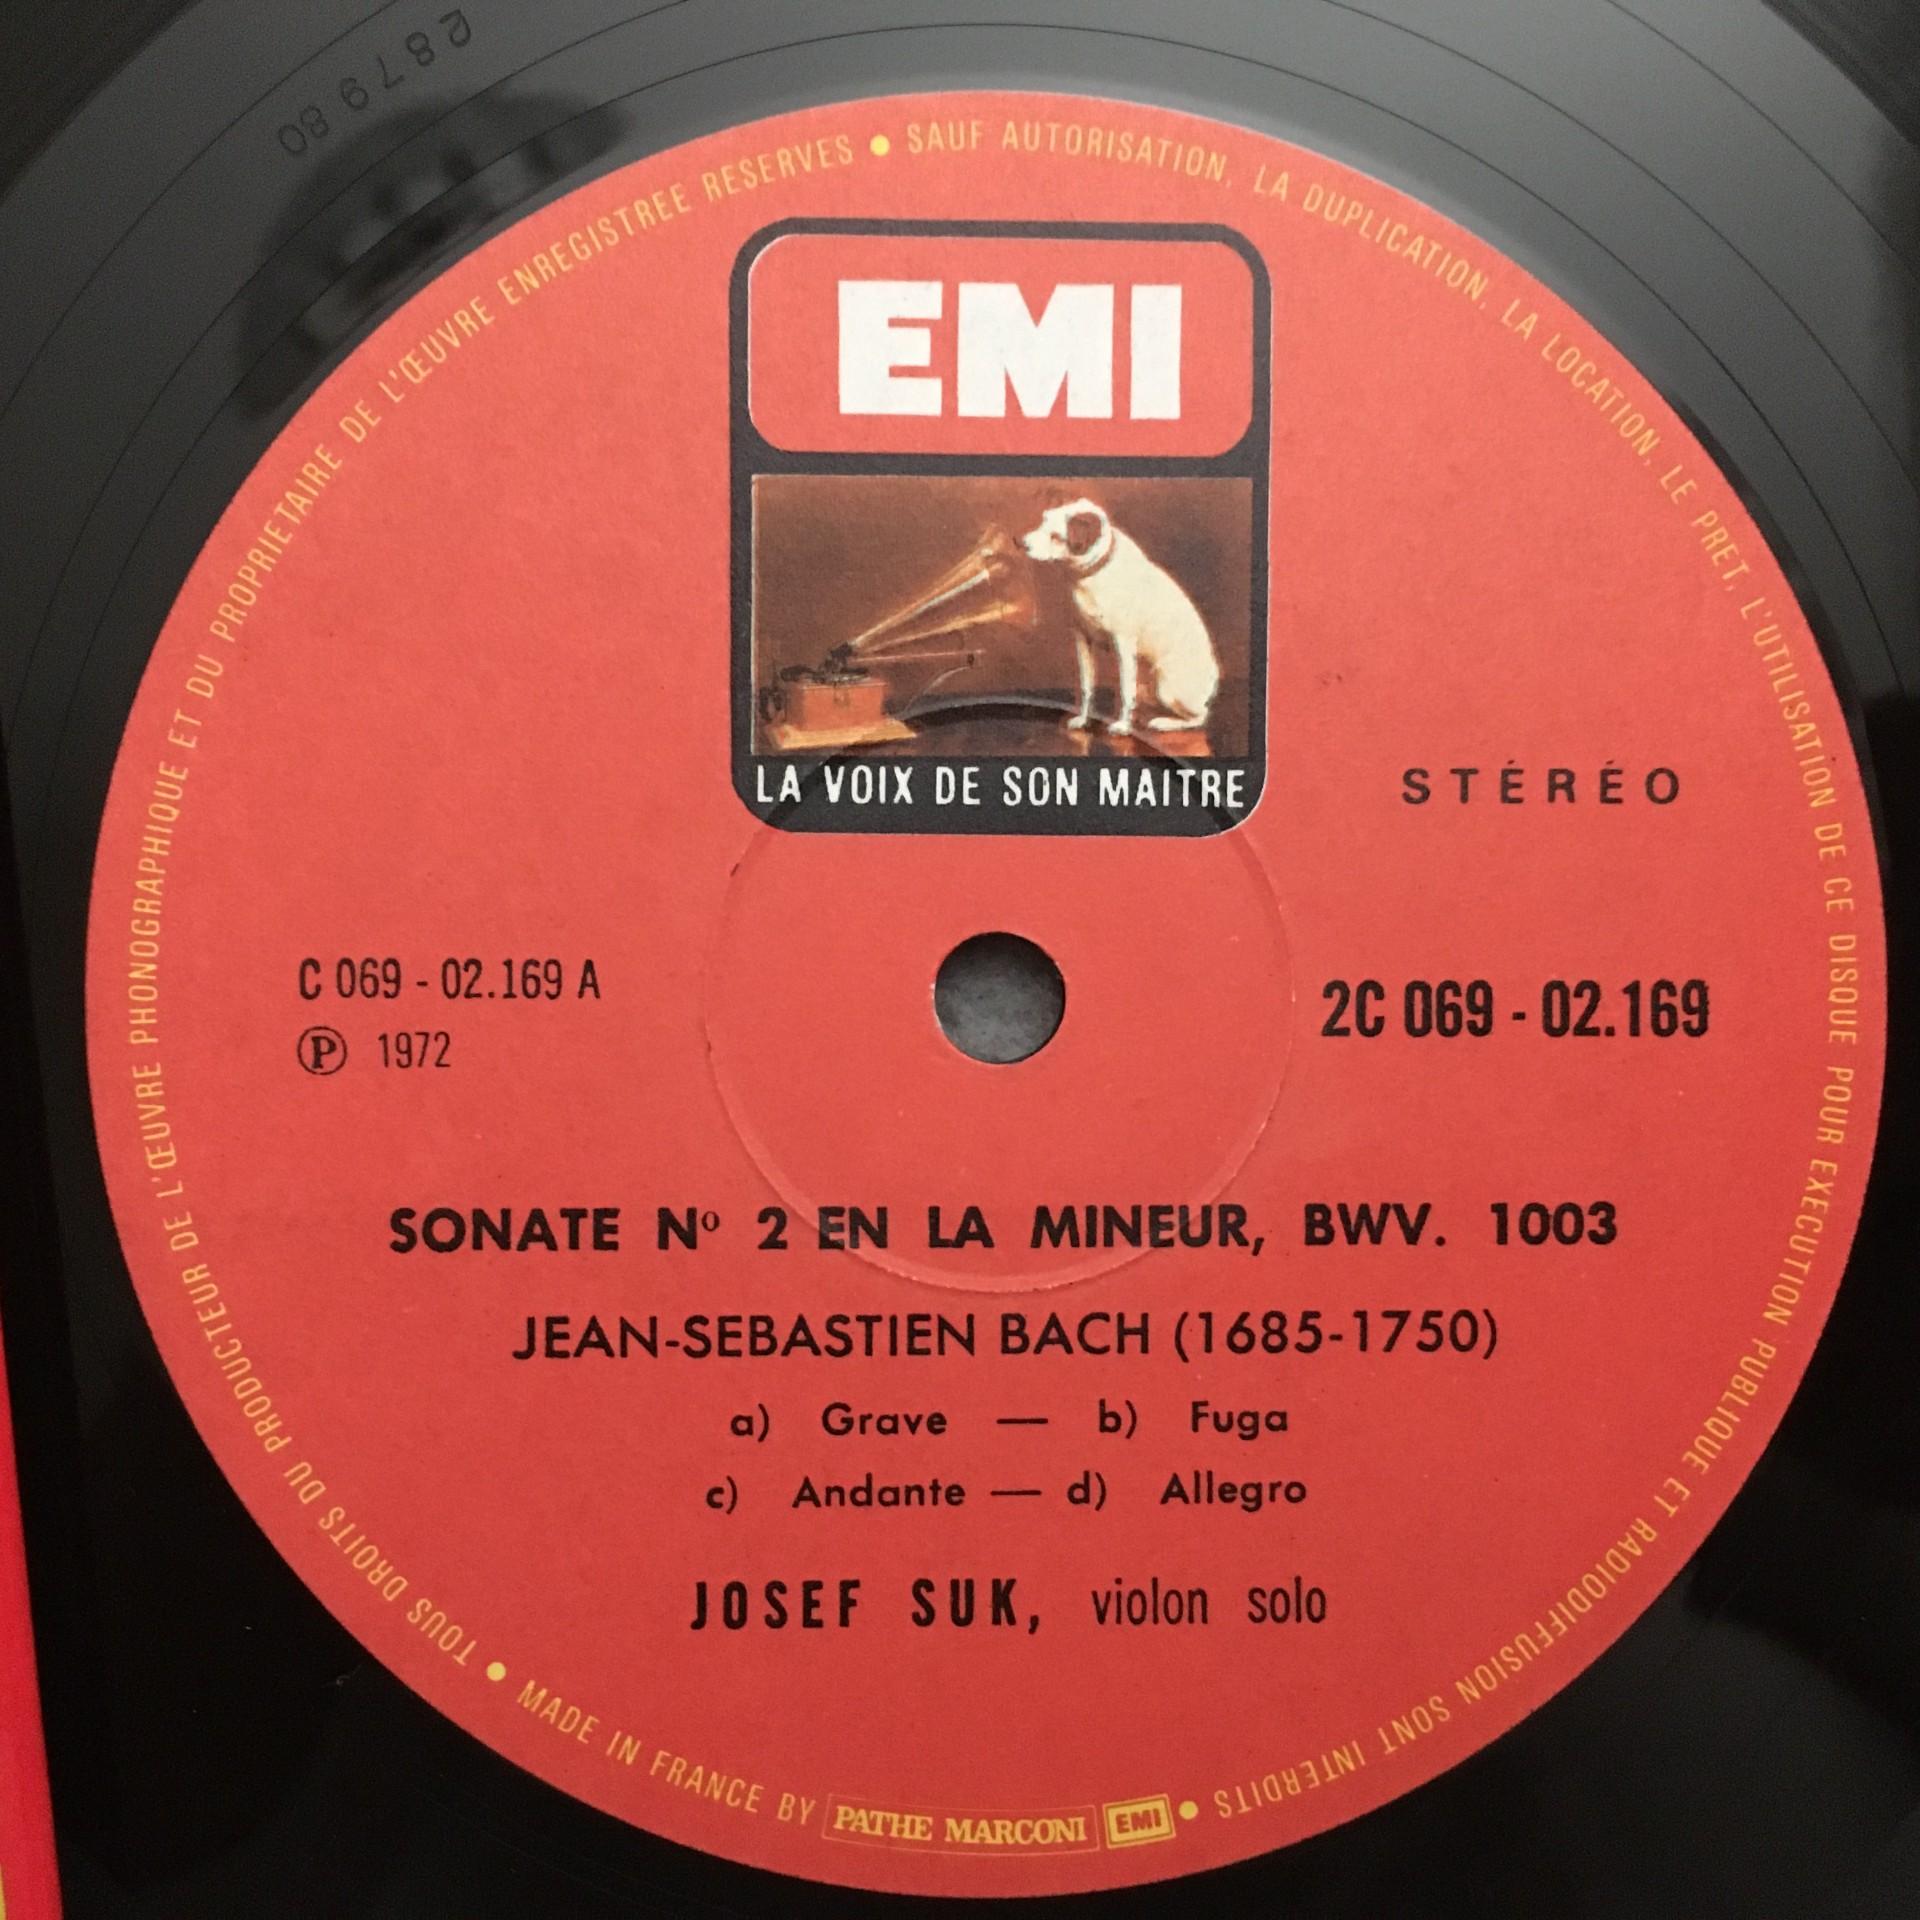 287980
TOUS DROITS DU PRODUCTEUR DE L'ŒUVRE PHONOGRAPHIQUE ET DU PROPRIETAIRE DE L'ŒUVRE ENREGISTREE RESERVES • SAUF AUTORISATION, LA DUPLICATION, LA LOCATION, LE PRET, L'UTILISATION DE CE DISQUE POUR EXECUTION PUBLIQUE ET RADIODIFFUSION SONT INTERDITS •
EMI
LA VOIX DE SON MAITRE
STÉRÉO
C 069 - 02.169 A
℗ 1972
2C 069 - 02.169
SONATE Nº 2 EN LA MINEUR, BWV. 1003
JEAN-SEBASTIEN BACH (1685-1750)
a) Grave — b) Fuga
c) Andante — d) Allegro
JOSEF SUK, violon solo
• MADE IN FRANCE BY PATHE MARCONI EMI